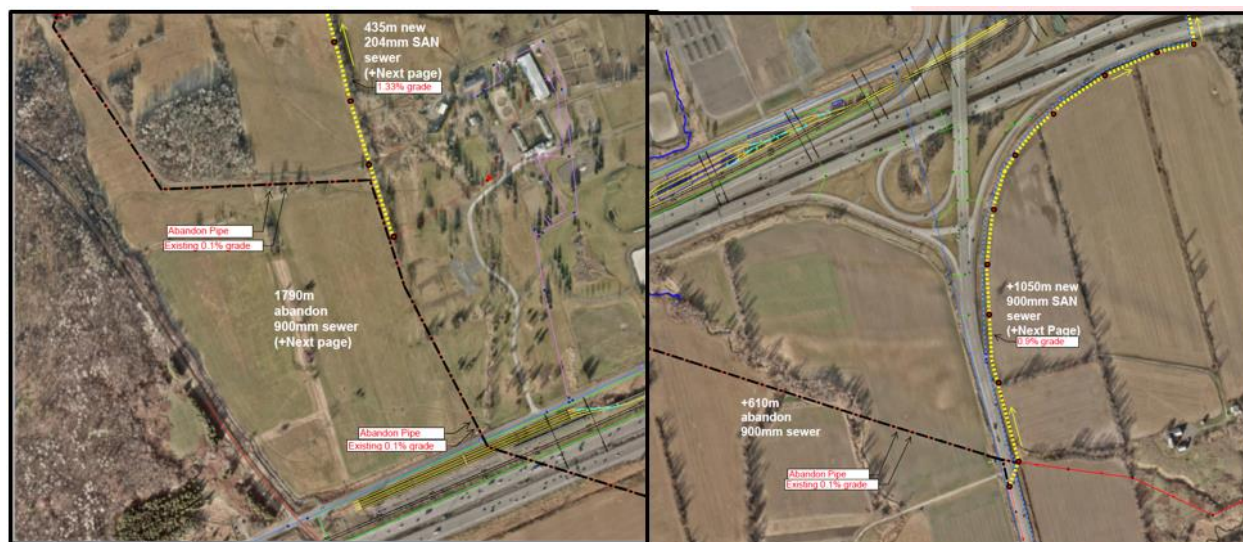 435m new
204mm SAN
sewer
(+Next page)
1.33% grade
Abandon Pipe
Existing 0.1% grade
1790m
abandon
900mm sewer
(+Next page)
Abandon Pipe
Existing 0.1% grade
+1050m new
900mm SAN
sewer
(+Next Page)
0.9% grade
+610m
abandon
900mm sewer
Abandon Pipe
Existing 0.1% grade